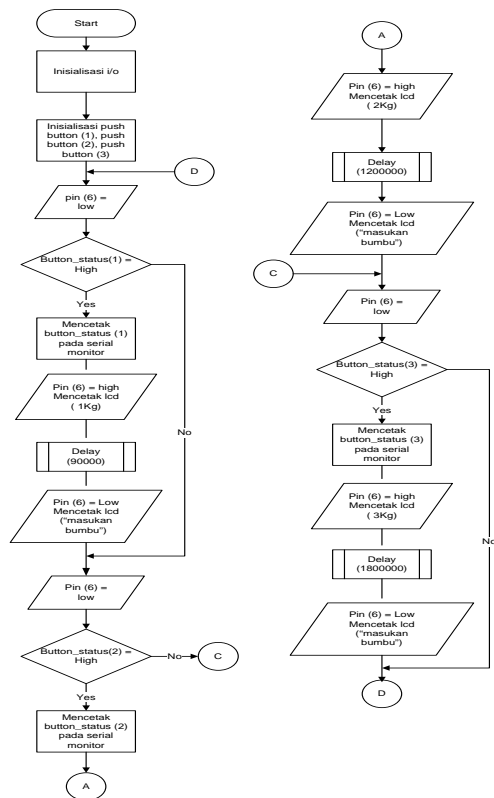 Start
Inisialisasi i/o
Inisialisasi push
button (1), push
button (2), push
button (3)
D
pin (6) =
low
Button_status(1) =
High
Yes
Mencetak
button_status (1)
pada serial
monitor
Pin (6) = high
Mencetak lcd
( 1Kg)
No
Delay
(90000)
Pin (6) = Low
Mencetak lcd
("masukan
bumbu")
Pin (6) =
low
Button_status(2) =
High
No
C
Yes
Mencetak
button_status (2)
pada serial
monitor
A
A
Pin (6) = high
Mencetak lcd
( 2Kg)
Delay
(1200000)
Pin (6) = Low
Mencetak lcd
("masukan
bumbu")
C
Pin (6) =
low
Button_status(3) =
High
Yes
Mencetak
button_status (3)
pada serial
monitor
Pin (6) = high
Mencetak lcd
( 3Kg)
No
Delay
(1800000)
Pin (6) = Low
Mencetak lcd
("masukan
bumbu")
D